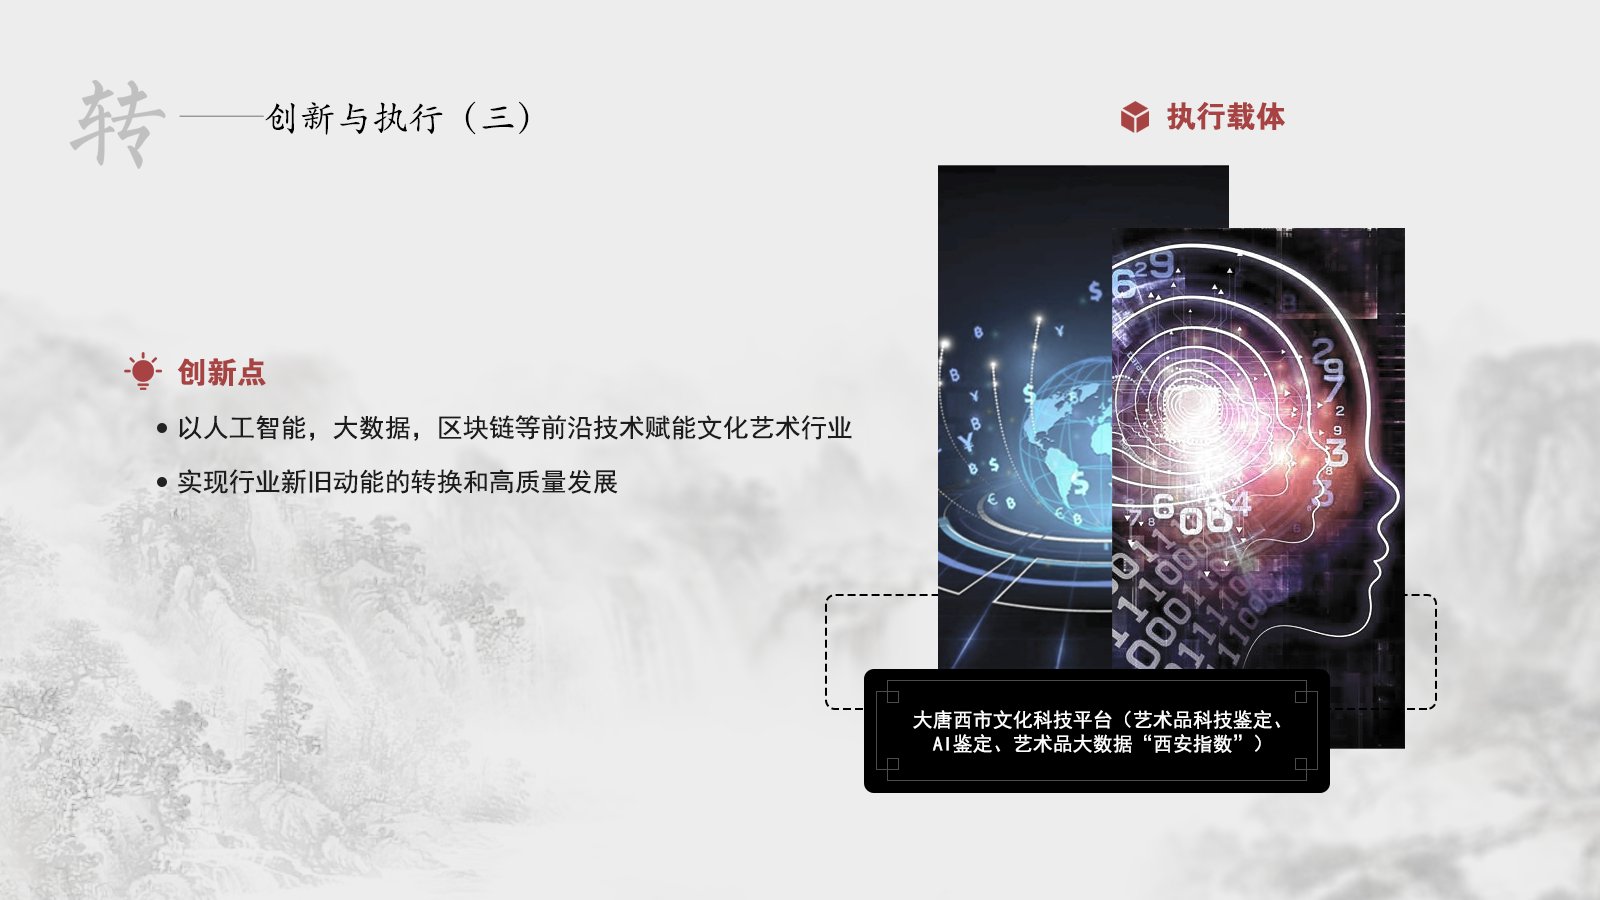 转
创新与执行（三）
执行载体
创新点
以人工智能，大数据，区块链等前沿技术赋能文化艺术行业
实现行业新旧动能的转换和高质量发展
大唐西市文化科技平台（艺术品科技鉴定、
AI鉴定、艺术品大数据“西安指数”）